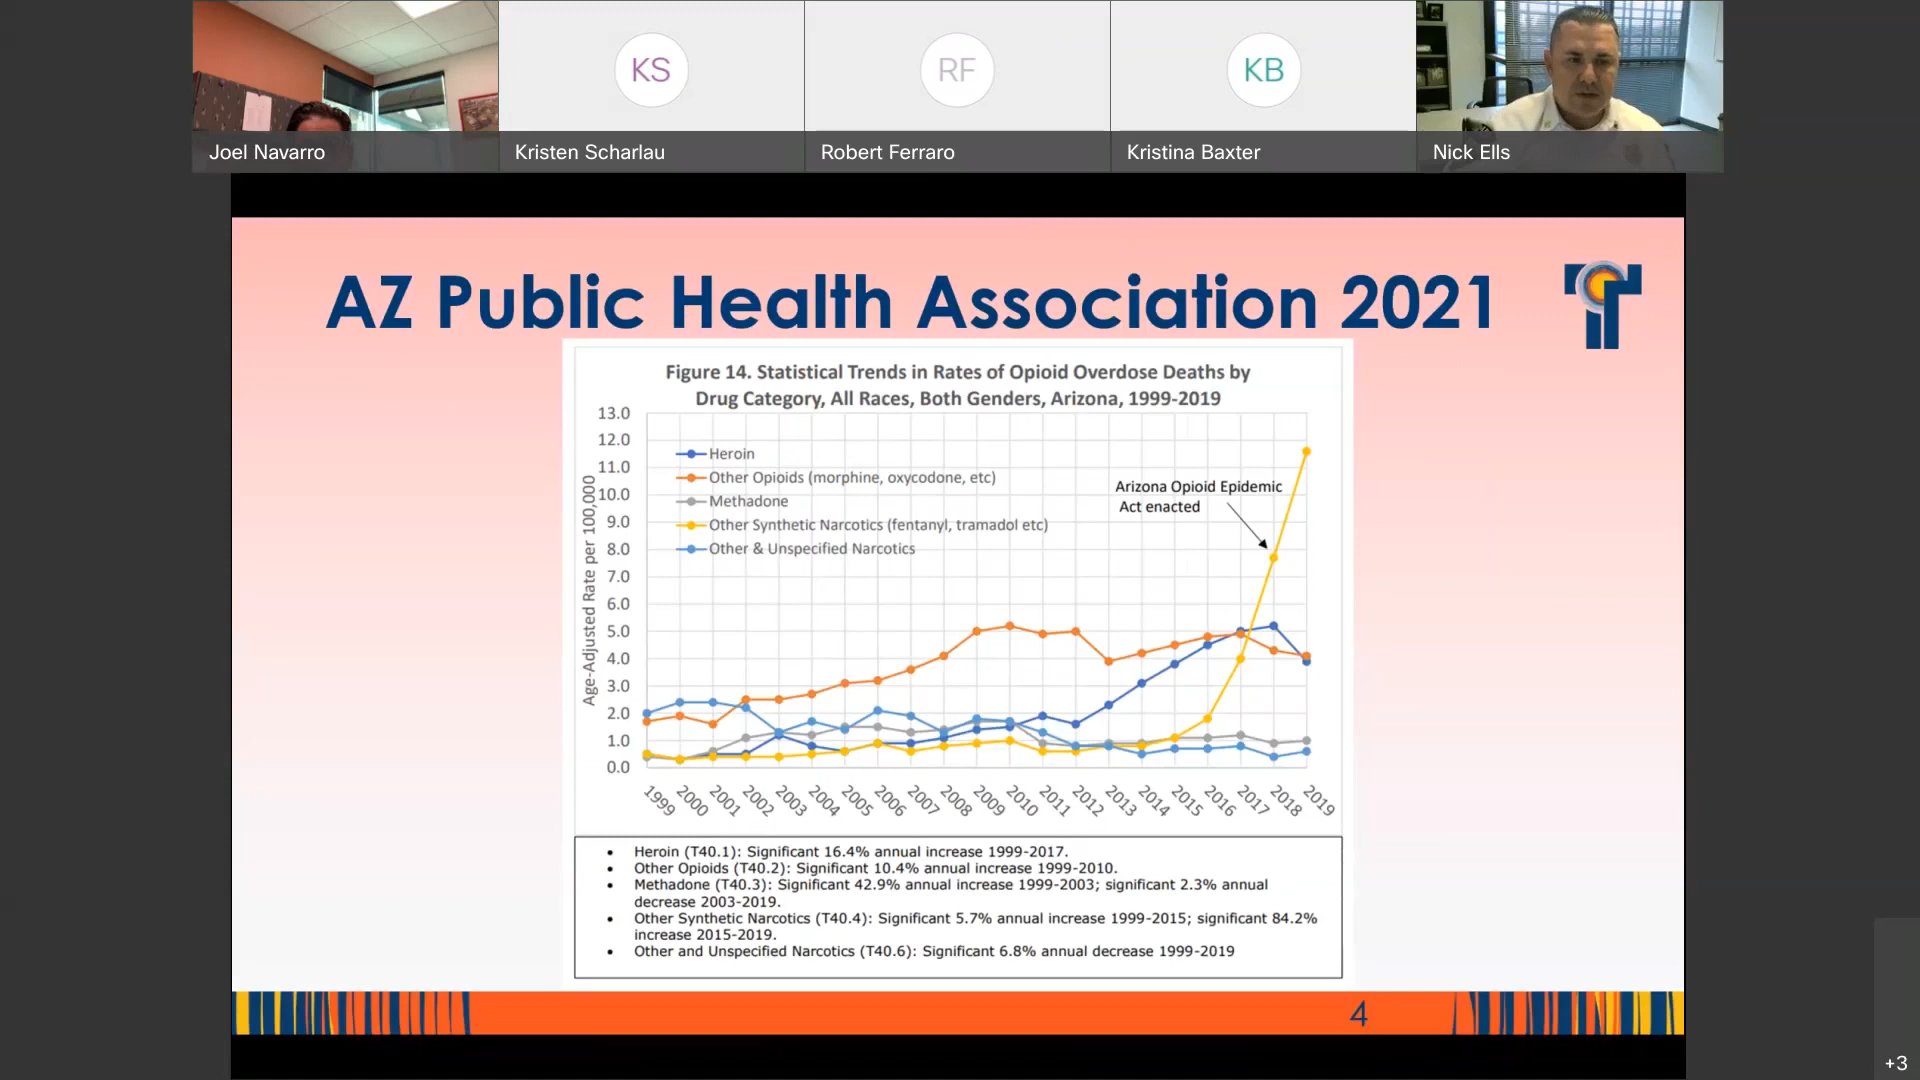 KS
RF
KB
Joel Navarro
Kristen Scharlau
Robert Ferraro
Kristina Baxter
Nick Ells
AZ Public Health Association 2021
Figure 14. Statistical Trends in Rates of Opioid Overdose Deaths by
Drug Category, All Races, Both Genders, Arizona, 1999-2019
Age-Adjusted Rate per 100,000
13.0
12.0
11.0
10.0
9.0
8.0
7.0
6.0
5.0
4.0
3.0
2.0
1.0
0.0
Heroin
Other Opioids (morphine, oxycodone, etc)
Methadone
Other Synthetic Narcotics (fentanyl, tramadol etc)
Other & Unspecified Narcotics
Arizona Opioid Epidemic
Act enacted
1999
2000
2001
2002
2003
2004
2005
2006
2007
2008
2009
2010
2011
2012
2013
2014
2015
2016
2017
2018
2019
• Heroin (T40.1): Significant 16.4% annual increase 1999-2017.
• Other Opioids (T40.2): Significant 10.4% annual increase 1999-2010.
• Methadone (T40.3): Significant 42.9% annual increase 1999-2003; significant 2.3% annual
decrease 2003-2019.
• Other Synthetic Narcotics (T40.4): Significant 5.7% annual increase 1999-2015; significant 84.2%
increase 2015-2019.
• Other and Unspecified Narcotics (T40.6): Significant 6.8% annual decrease 1999-2019
4
+3